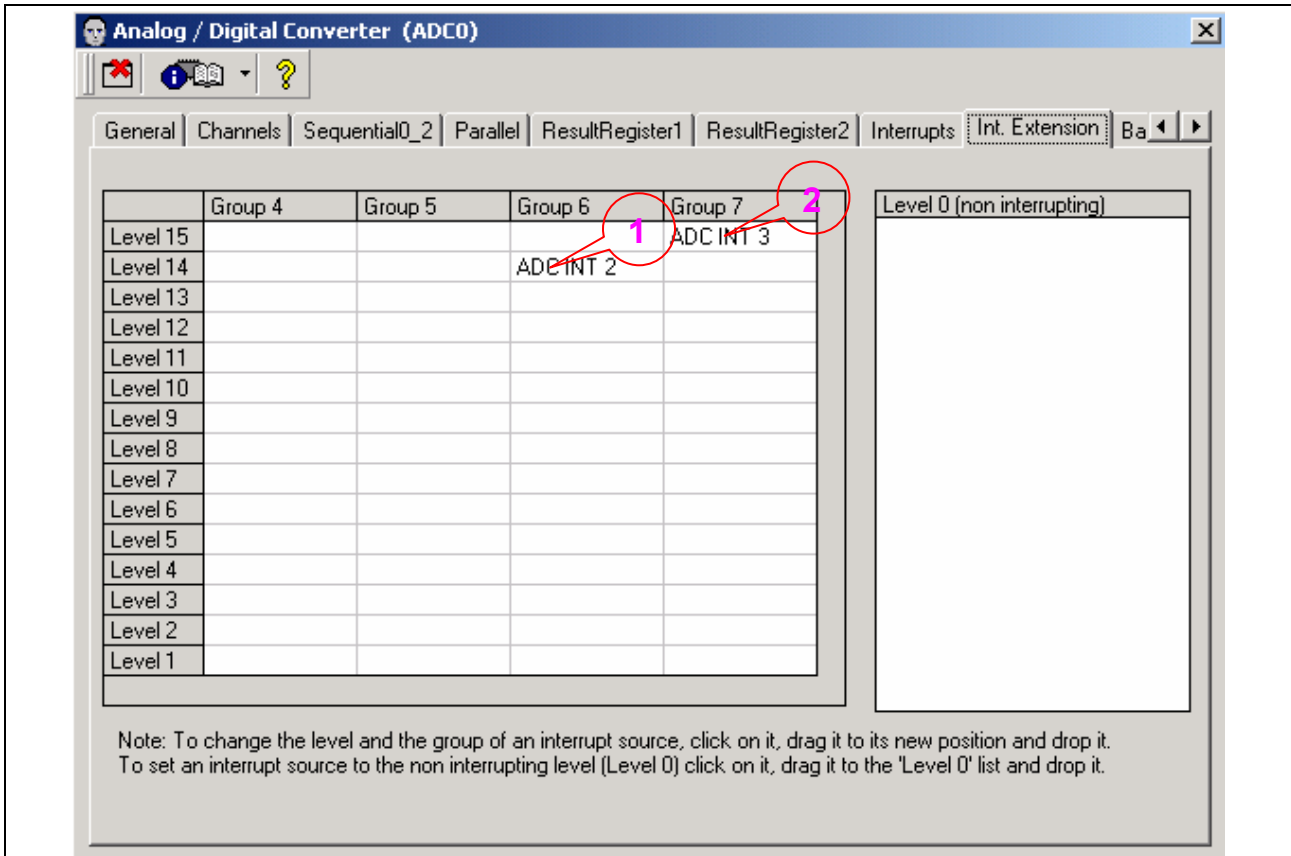 Analog / Digital Converter (ADC0)
General Channels Sequential0_2 Parallel ResultRegister1 ResultRegister2 Interrupts Int. Extension Ba
Group 4 Group 5 Group 6 Group 7 2 Level 0 (non interrupting)
Level 15 1 ADC INT 3
Level 14 ADC INT 2
Level 13
Level 12
Level 11
Level 10
Level 9
Level 8
Level 7
Level 6
Level 5
Level 4
Level 3
Level 2
Level 1
Note: To change the level and the group of an interrupt source, click on it, drag it to its new position and drop it.
To set an interrupt source to the non interrupting level (Level 0) click on it, drag it to the 'Level 0' list and drop it.